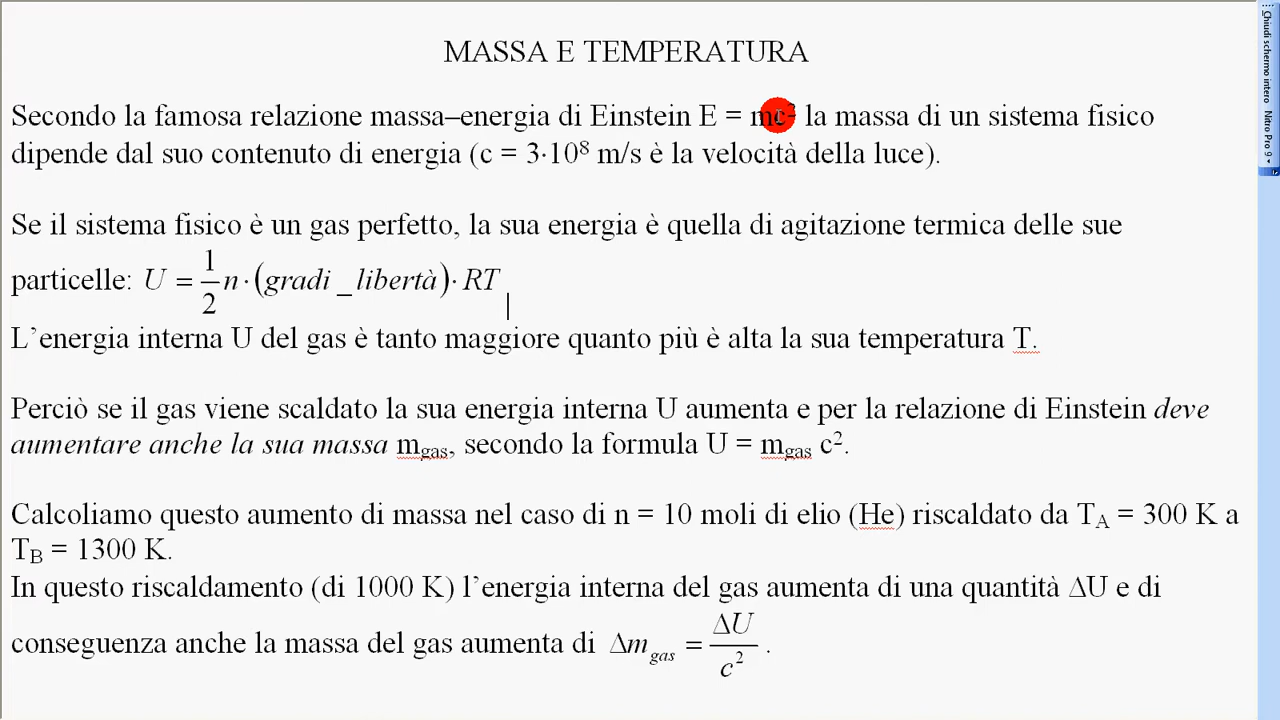 MASSA E TEMPERATURA
Secondo la famosa relazione massa–energia di Einstein E = mc² la massa di un sistema fisico
dipende dal suo contenuto di energia (c = 3·10⁸ m/s è la velocità della luce).
Se il sistema fisico è un gas perfetto, la sua energia è quella di agitazione termica delle sue
particelle: U = 1/2 n · (gradi _ libertà) · RT
L’energia interna U del gas è tanto maggiore quanto più è alta la sua temperatura T.
Perciò se il gas viene scaldato la sua energia interna U aumenta e per la relazione di Einstein deve
aumentare anche la sua massa m_gas, secondo la formula U = m_gas c².
Calcoliamo questo aumento di massa nel caso di n = 10 moli di elio (He) riscaldato da T_A = 300 K a
T_B = 1300 K.
In questo riscaldamento (di 1000 K) l’energia interna del gas aumenta di una quantità ΔU e di
conseguenza anche la massa del gas aumenta di Δm_gas = ΔU/c² .
Chiudi schermo intero Nitro Pro 9